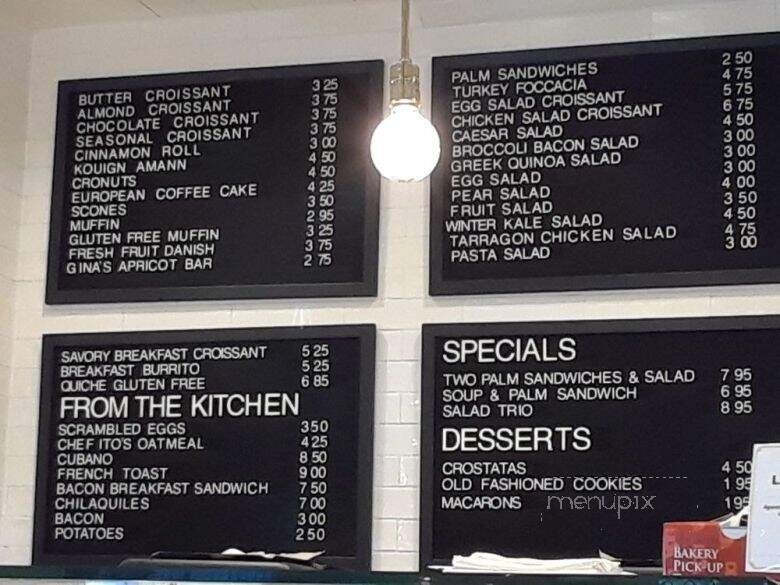 BUTTER CROISSANT 3 25
ALMOND CROISSANT 3 75
CHOCOLATE CROISSANT 3 75
SEASONAL CROISSANT 3 75
CINNAMON ROLL 3 00
KOUIGN AMANN 4 50
CRONUTS 4 50
EUROPEAN COFFEE CAKE 4 25
SCONES 3 50
MUFFIN 2 95
GLUTEN FREE MUFFIN 3 25
FRESH FRUIT DANISH 3 75
GINA'S APRICOT BAR 2 75
PALM SANDWICHES 2 50
TURKEY FOCCACIA 4 75
EGG SALAD CROISSANT 5 75
CHICKEN SALAD CROISSANT 6 75
CAESAR SALAD 4 50
BROCCOLI BACON SALAD 3 00
GREEK QUINOA SALAD 3 00
EGG SALAD 3 00
PEAR SALAD 4 00
FRUIT SALAD 3 50
WINTER KALE SALAD 4 50
TARRAGON CHICKEN SALAD 4 75
PASTA SALAD 3 00
SAVORY BREAKFAST CROISSANT 5 25
BREAKFAST BURRITO 5 25
QUICHE GLUTEN FREE 6 85
FROM THE KITCHEN
SCRAMBLED EGGS 3 50
CHEF ITO'S OATMEAL 4 25
CUBANO 8 50
FRENCH TOAST 9 00
BACON BREAKFAST SANDWICH 7 50
CHILAQUILES 7 00
BACON 3 00
POTATOES 2 50
SPECIALS
TWO PALM SANDWICHES & SALAD 7 95
SOUP & PALM SANDWICH 6 95
SALAD TRIO 8 95
DESSERTS
CROSTATAS 4 50
OLD FASHIONED COOKIES 1 95
MACARONS 1 95
menupix
BAKERY
PICK-UP